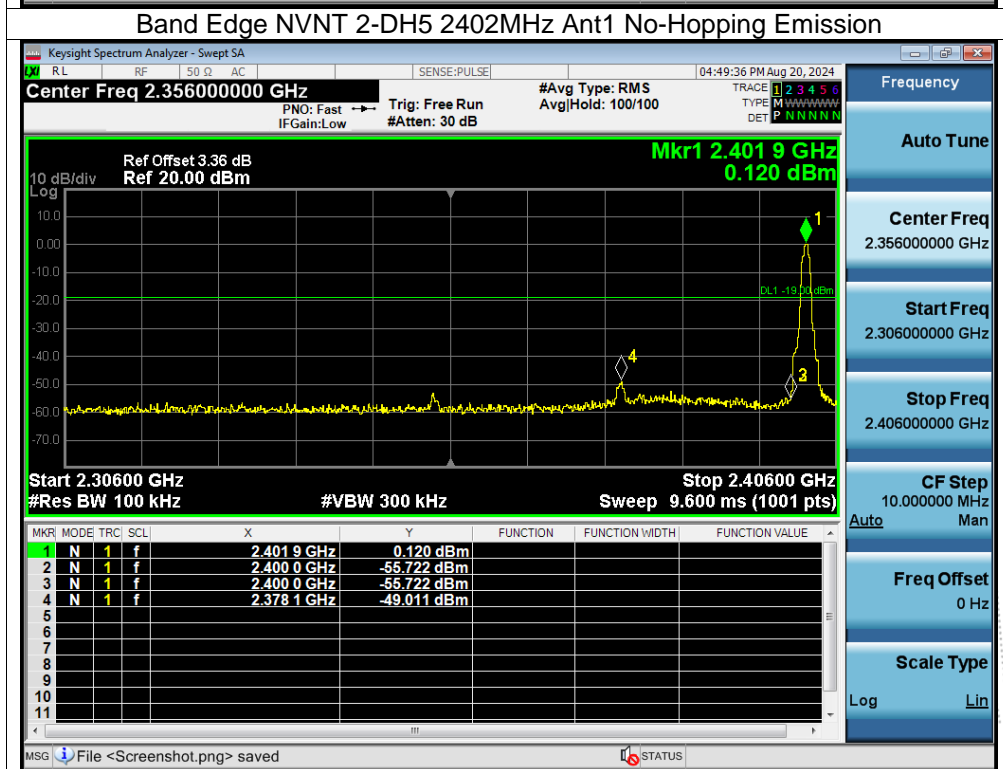 Band Edge NVNT 2-DH5 2402MHz Ant1 No-Hopping Emission
Keysight Spectrum Analyzer - Swept SA
LXI RL RF 50 Ω AC SENSE:PULSE 04:49:36 PM Aug 20, 2024
Center Freq 2.356000000 GHz #Avg Type: RMS TRACE 1 2 3 4 5 6
PNO: Fast Trig: Free Run Avg|Hold: 100/100 TYPE M WWWWW
IFGain:Low #Atten: 30 dB DET P N N N N N
Mkr1 2.401 9 GHz
0.120 dBm
Ref Offset 3.36 dB
10 dB/div Ref 20.00 dBm
Log
10.0
0.00
-10.0
-20.0
-30.0
-40.0
-50.0
-60.0
-70.0
1
DL1 -19.00 dBm
4
3
Start 2.30600 GHz Stop 2.40600 GHz
#Res BW 100 kHz #VBW 300 kHz Sweep 9.600 ms (1001 pts)
MKR MODE TRC SCL X Y FUNCTION FUNCTION WIDTH FUNCTION VALUE
1 N 1 f 2.401 9 GHz 0.120 dBm
2 N 1 f 2.400 0 GHz -55.722 dBm
3 N 1 f 2.400 0 GHz -55.722 dBm
4 N 1 f 2.378 1 GHz -49.011 dBm
5
6
7
8
9
10
11
MSG File <Screenshot.png> saved STATUS
Frequency
Auto Tune
Center Freq
2.356000000 GHz
Start Freq
2.306000000 GHz
Stop Freq
2.406000000 GHz
CF Step
10.000000 MHz
Auto Man
Freq Offset
0 Hz
Scale Type
Log Lin